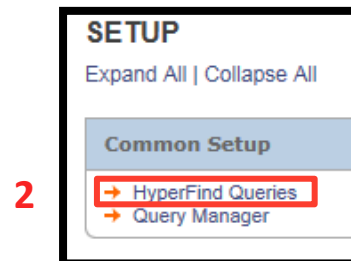 SETUP
Expand All | Collapse All
Common Setup
2
HyperFind Queries
Query Manager